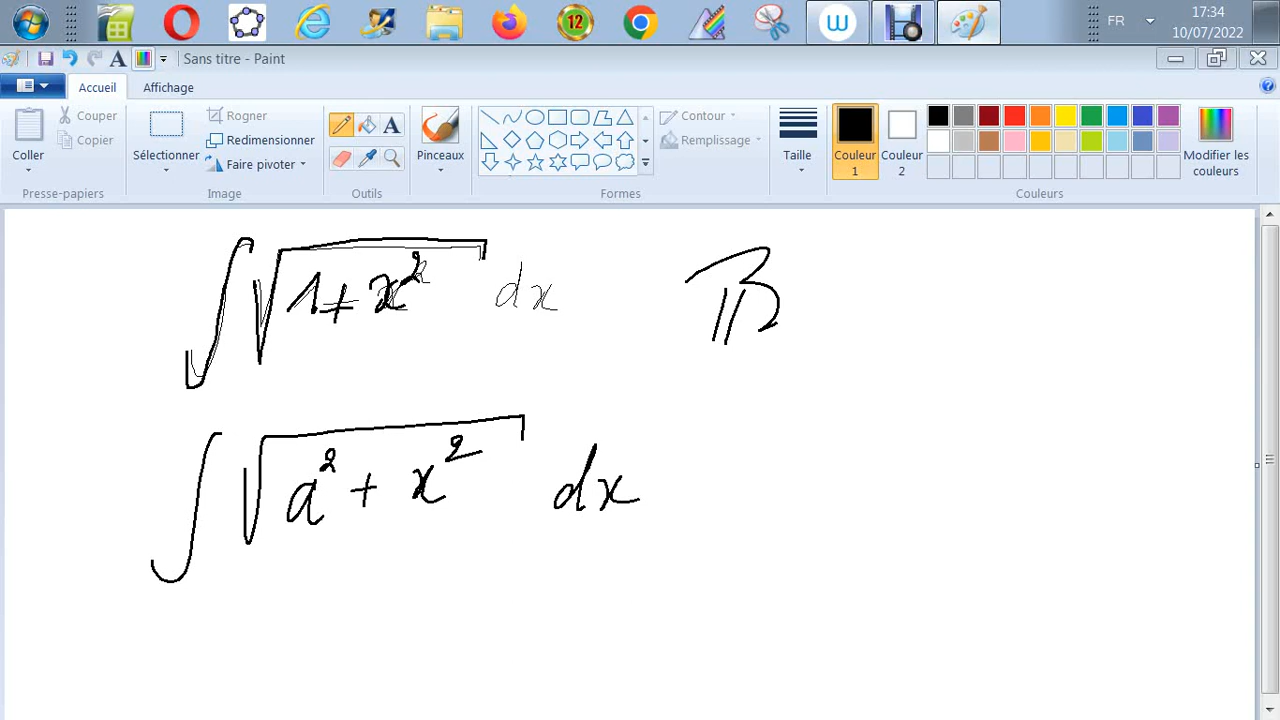 12
W
FR
17:34
10/07/2022
Sans titre - Paint
Accueil
Affichage
Coller
Couper
Copier
Presse-papiers
Sélectionner
Rogner
Redimensionner
Faire pivoter
Image
A
Outils
Pinceaux
Formes
Contour
Remplissage
Taille
Couleur 1
Couleur 2
Modifier les couleurs
Couleurs
∫√(1+x²) dx
∫√(a²+x²) dx